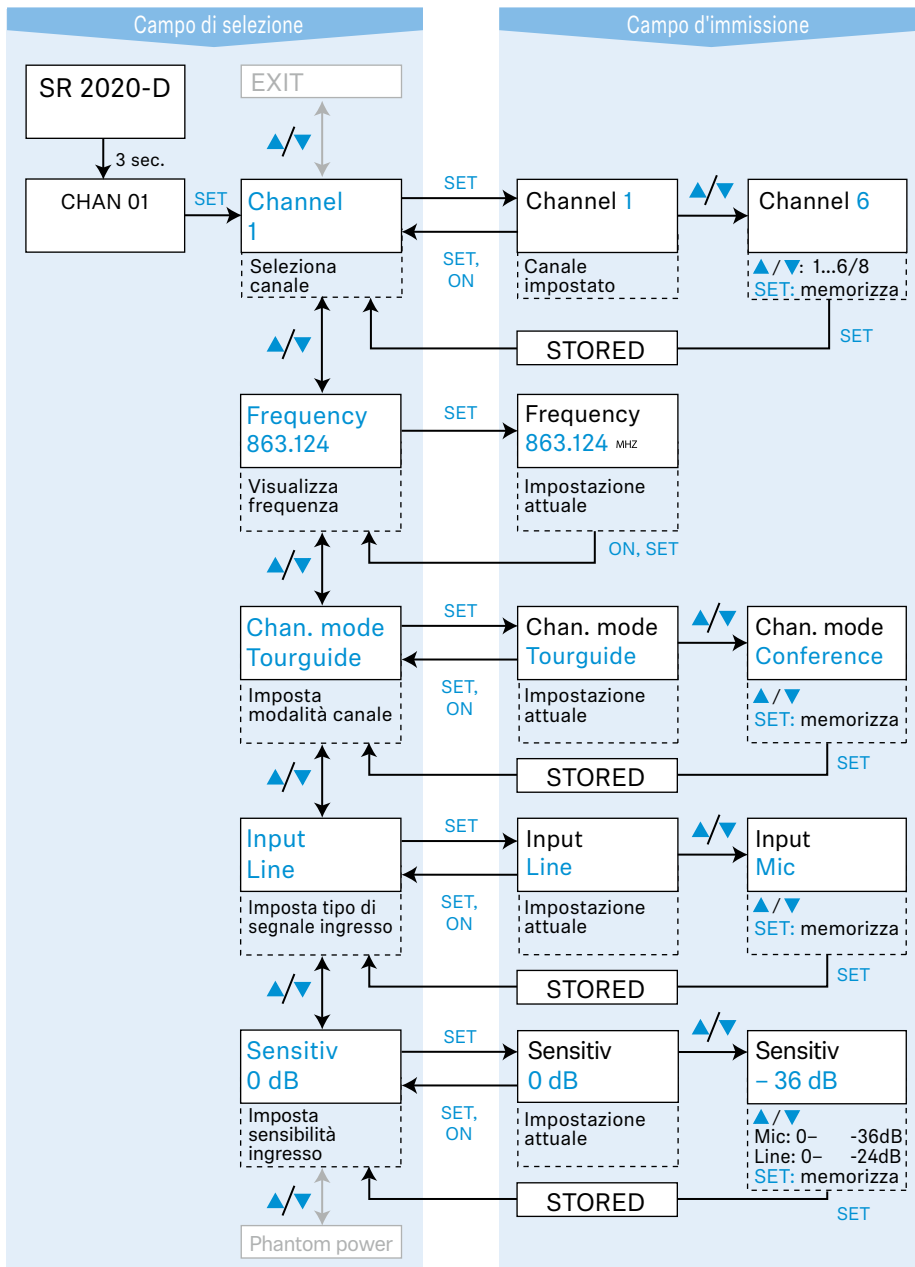 Campo di selezione
Campo d'immissione
SR 2020-D
EXIT
▲/▼
3 sec.
CHAN 01
SET
Channel
1
SET
Channel 1
▲/▼
Channel 6
Seleziona
canale
SET,
ON
Canale
impostato
▲/▼: 1...6/8
SET: memorizza
▲/▼
STORED
SET
Frequency
863.124
SET
Frequency
863.124 MHZ
Visualizza
frequenza
Impostazione
attuale
▲/▼
ON, SET
Chan. mode
Tourguide
SET
Chan. mode
Tourguide
▲/▼
Chan. mode
Conference
Imposta
modalità canale
SET,
ON
Impostazione
attuale
▲/▼
SET: memorizza
▲/▼
STORED
SET
Input
Line
SET
Input
Line
▲/▼
Input
Mic
Imposta tipo di
segnale ingresso
SET,
ON
Impostazione
attuale
▲/▼
SET: memorizza
▲/▼
STORED
SET
Sensitiv
0 dB
SET
Sensitiv
0 dB
▲/▼
Sensitiv
– 36 dB
Imposta
sensibilità
ingresso
SET,
ON
Impostazione
attuale
▲/▼
Mic: 0– -36dB
Line: 0– -24dB
SET: memorizza
▲/▼
STORED
SET
Phantom power